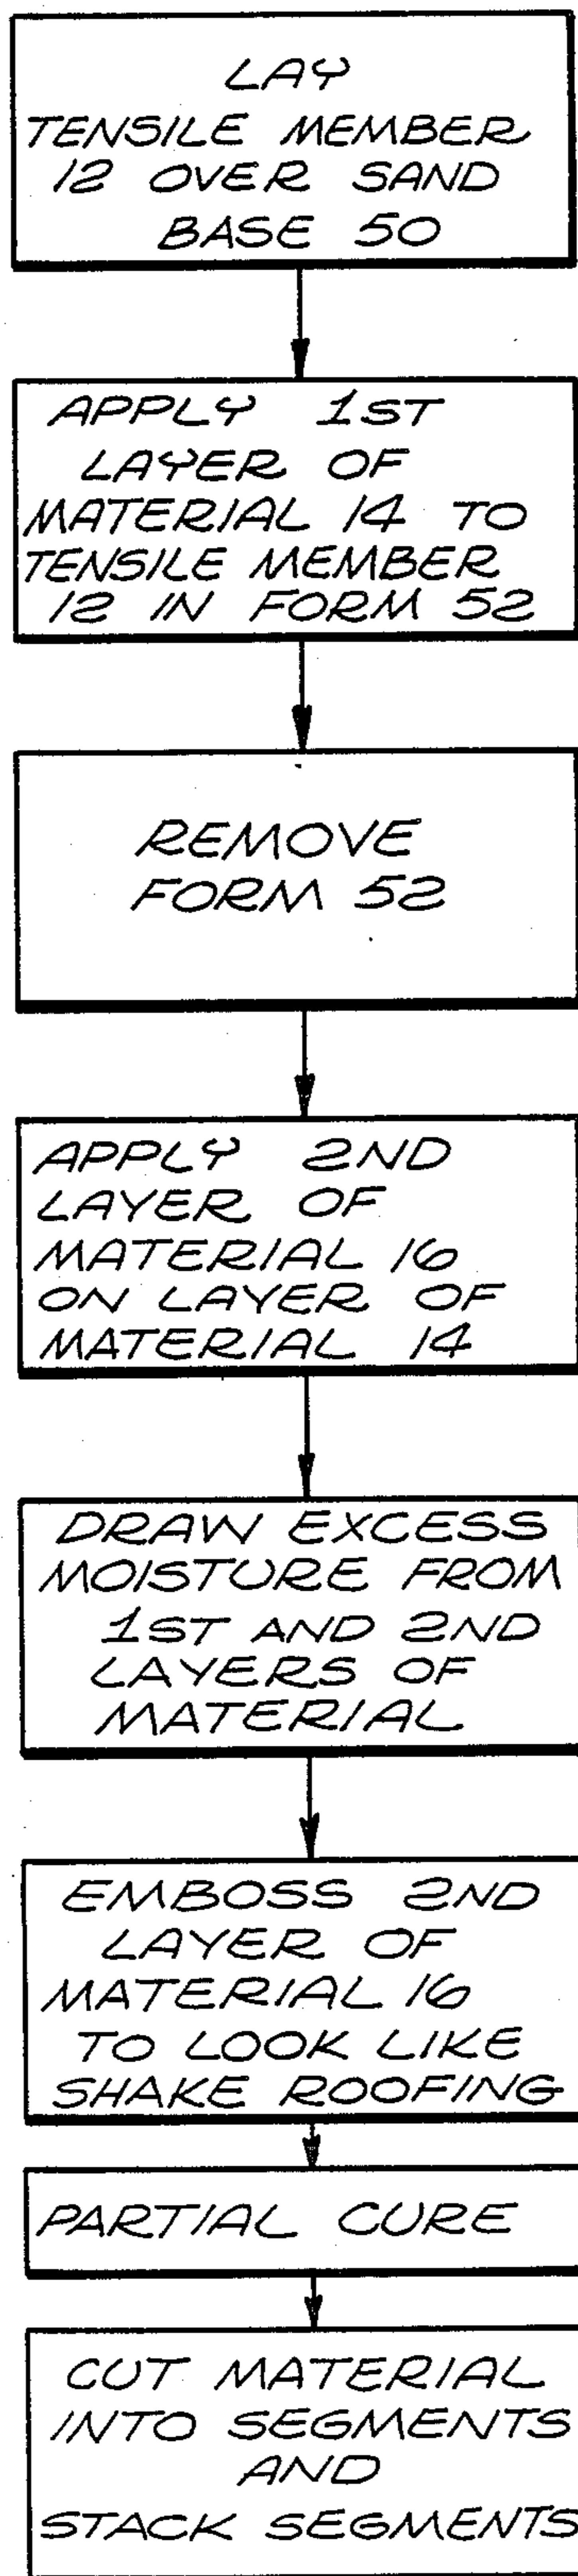 LAY
TENSILE MEMBER
12 OVER SAND
BASE 50
APPLY 1ST
LAYER OF
MATERIAL 14 TO
TENSILE MEMBER
12 IN FORM 52
REMOVE
FORM 52
APPLY 2ND
LAYER OF
MATERIAL 16
ON LAYER OF
MATERIAL 14
DRAW EXCESS
MOISTURE FROM
1ST AND 2ND
LAYERS OF
MATERIAL
EMBOSS 2ND
LAYER OF
MATERIAL 16
TO LOOK LIKE
SHAKE ROOFING
PARTIAL CURE
CUT MATERIAL
INTO SEGMENTS
AND
STACK SEGMENTS